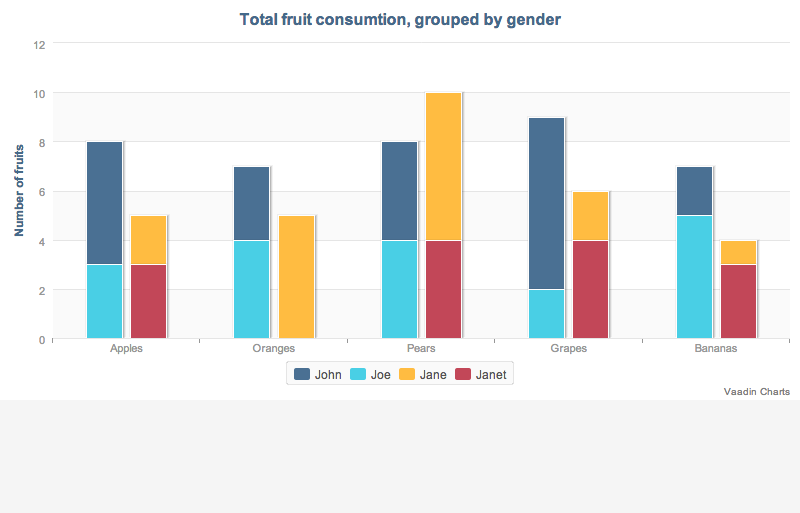 Total fruit consumtion, grouped by gender
Number of fruits
12
10
8
6
4
2
0
Apples Oranges Pears Grapes Bananas
John Joe Jane Janet
Vaadin Charts